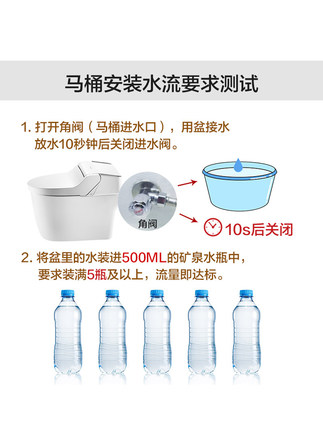 马桶安装水流要求测试
1. 打开角阀（马桶进水口），用盆接水
放水10秒钟后关闭进水阀。
角阀
10s后关闭
2. 将盆里的水装进500ML的矿泉水瓶中，
要求装满5瓶及以上，流量即达标。